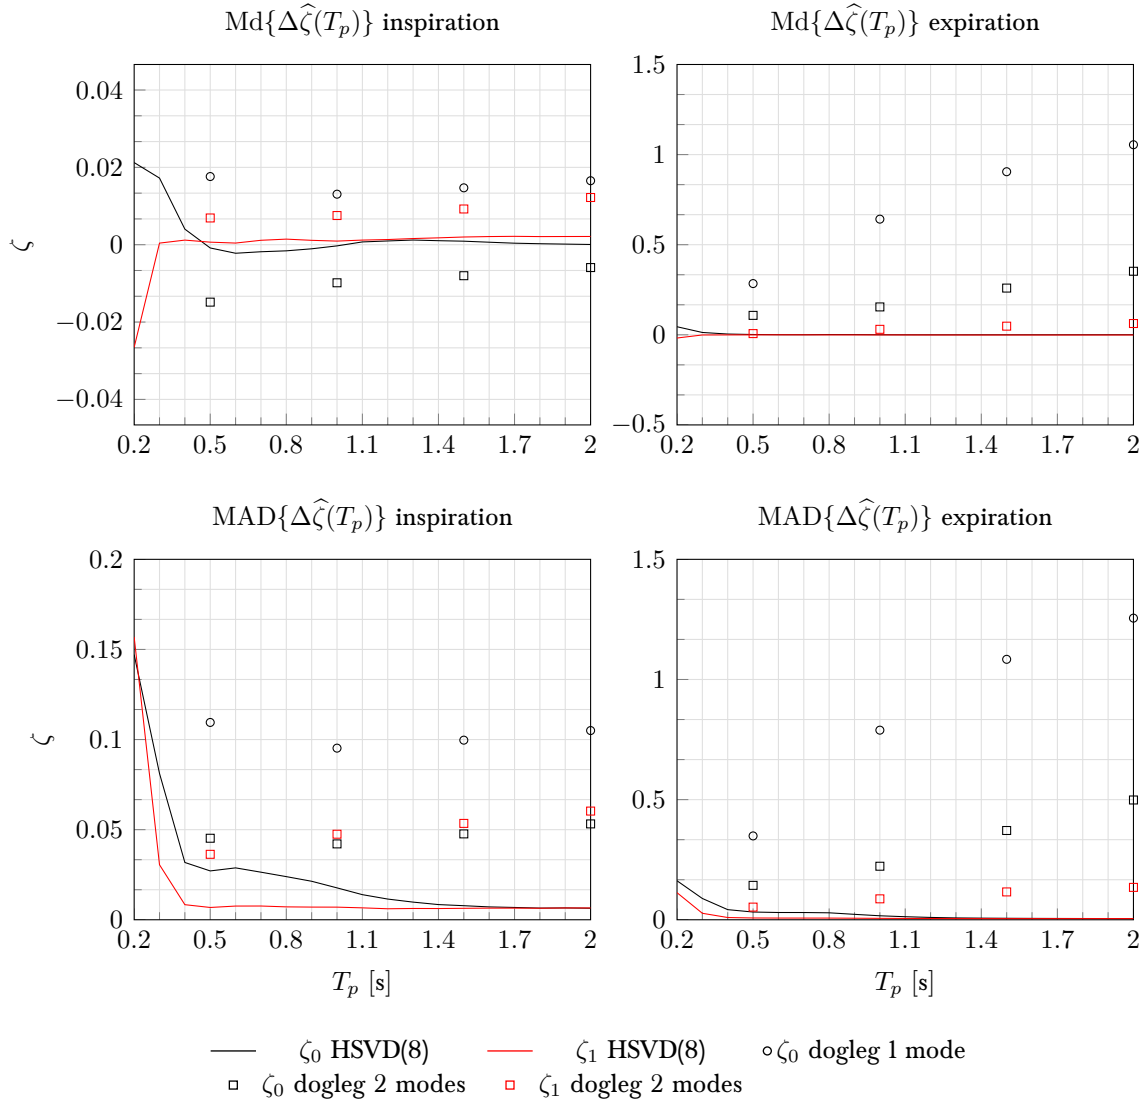 Md{Δζ̂(T_p)} inspiration
Md{Δζ̂(T_p)} expiration
0.04
0.02
0
−0.02
−0.04
ζ
0.2 0.5 0.8 1.1 1.4 1.7 2
1.5
1
0.5
0
−0.5
0.2 0.5 0.8 1.1 1.4 1.7 2
MAD{Δζ̂(T_p)} inspiration
MAD{Δζ̂(T_p)} expiration
0.2
0.15
0.1
0.05
0
ζ
0.2 0.5 0.8 1.1 1.4 1.7 2
T_p [s]
1.5
1
0.5
0
0.2 0.5 0.8 1.1 1.4 1.7 2
T_p [s]
ζ₀ HSVD(8) ζ₁ HSVD(8) ζ₀ dogleg 1 mode
ζ₀ dogleg 2 modes ζ₁ dogleg 2 modes